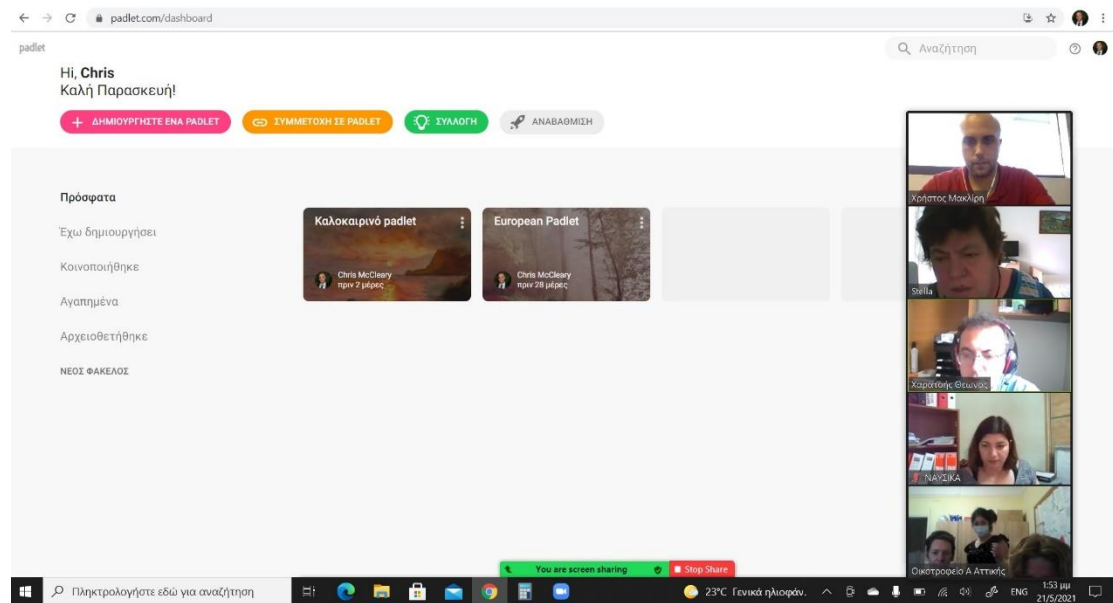 padlet.com/dashboard
padlet
Αναζήτηση
Hi, Chris
Καλή Παρασκευή!
ΔΗΜΙΟΥΡΓΗΣΤΕ ΕΝΑ PADLET
ΣΥΜΜΕΤΟΧΗ ΣΕ PADLET
ΣΥΛΛΟΓΗ
ΑΝΑΒΑΘΜΙΣΗ
Πρόσφατα
Έχω δημιουργήσει
Κοινοποιήθηκε
Αγαπημένα
Αρχειοθετήθηκε
ΝΕΟΣ ΦΑΚΕΛΟΣ
Καλοκαιρινό padlet
Chris McCleary
πριν 2 μέρες
European Padlet
Chris McCleary
πριν 28 μέρες
Χρήστος Μακλίρη
Stella
Χαρατσής Θεωνάς
ΝΑΥΣΙΚΑ
Οικοτροφείο Α Αττικής
You are screen sharing
Stop Share
Πληκτρολογήστε εδώ για αναζήτηση
23°C Γενικά ηλιοφάν.
ENG
1:53 μμ
21/5/2021